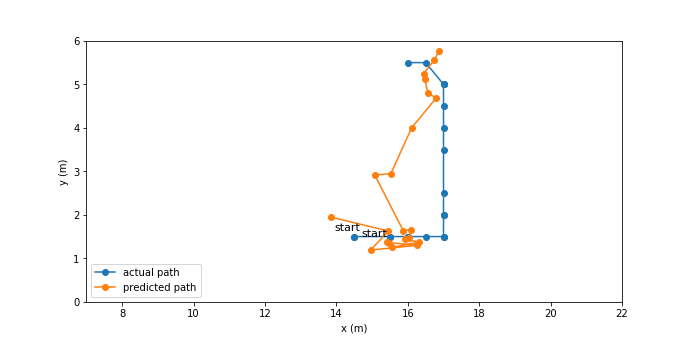 6
5
4
3
2
1
0
y (m)
start
start
actual path
predicted path
8 10 12 14 16 18 20 22
x (m)